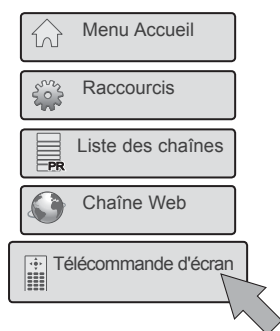 Menu Accueil
Raccourcis
Liste des chaînes
PR
Chaîne Web
Télécommande d'écran